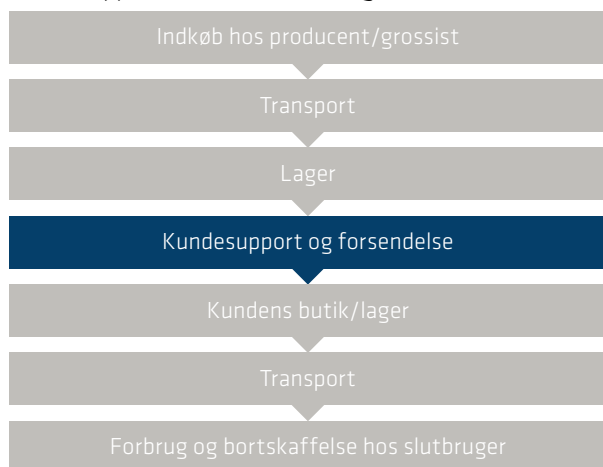 Indkøb hos producent/grossist
Transport
Lager
Kundesupport og forsendelse
Kundens butik/lager
Transport
Forbrug og bortskaffelse hos slutbruger